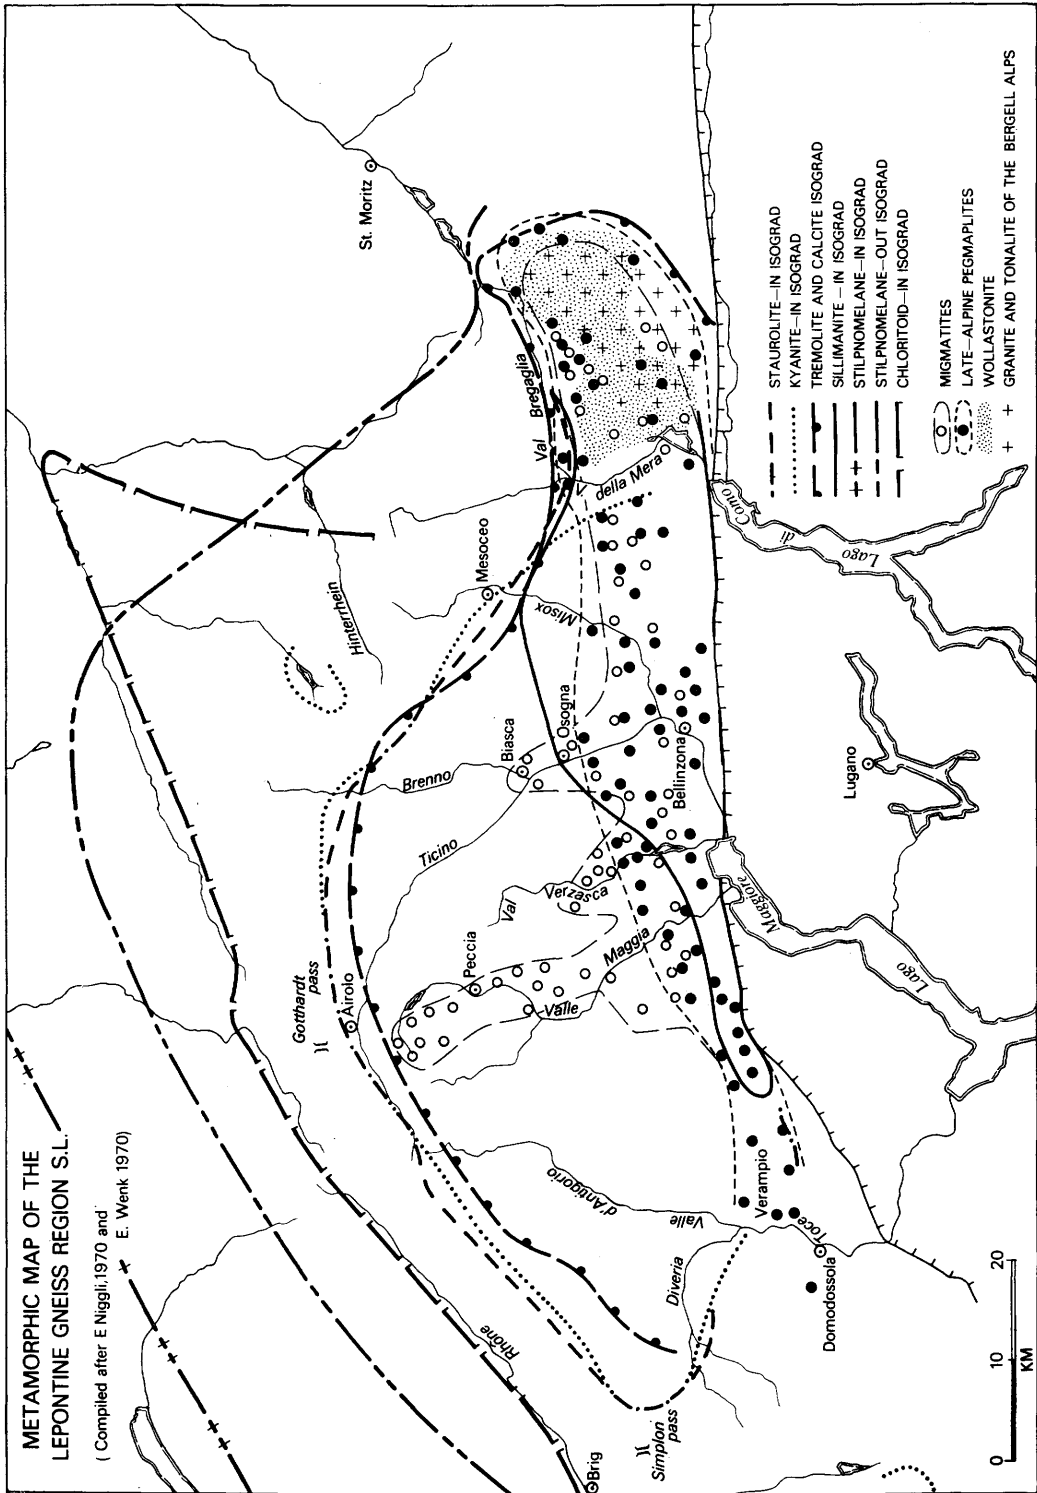 METAMORPHIC MAP OF THE
LEPONTINE GNEISS REGION S.L.
( Compiled after E Niggli,1970 and
E. Wenk 1970)
St. Moritz
Hinterrhein
Mesoceo
Val
Bregaglia
della Mera
Misox
Biasca
Osogna
Brenno
Ticino
Bellinzona
Gotthardt
pass
Airolo
Peccia
Val
Verzasca
Maggia
Valle
Valle
d'Antigorio
Verampio
Toce
Domodossola
Diveria
Rhone
Simplon
pass
Brig
Lugano
Lago
Maggiore
Lago
di
Como
STAUROLITE–IN ISOGRAD
KYANITE–IN ISOGRAD
TREMOLITE AND CALCITE ISOGRAD
SILLIMANITE – IN ISOGRAD
STILPNOMELANE–IN ISOGRAD
STILPNOMELANE–OUT ISOGRAD
CHLORITOID–IN ISOGRAD
MIGMATITES
LATE–ALPINE PEGMAPLITES
WOLLASTONITE
GRANITE AND TONALITE OF THE BERGELL ALPS
0 10 20
KM